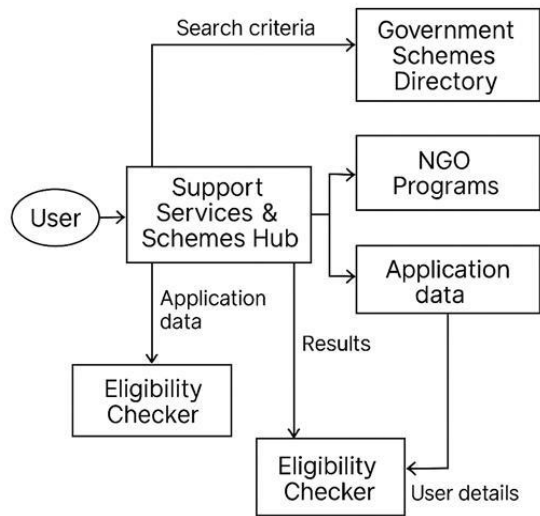 Search criteria
Government
Schemes
Directory
User
Support
Services &
Schemes Hub
NGO
Programs
Application
data
Application
data
Results
Eligibility
Checker
Eligibility
Checker
User details